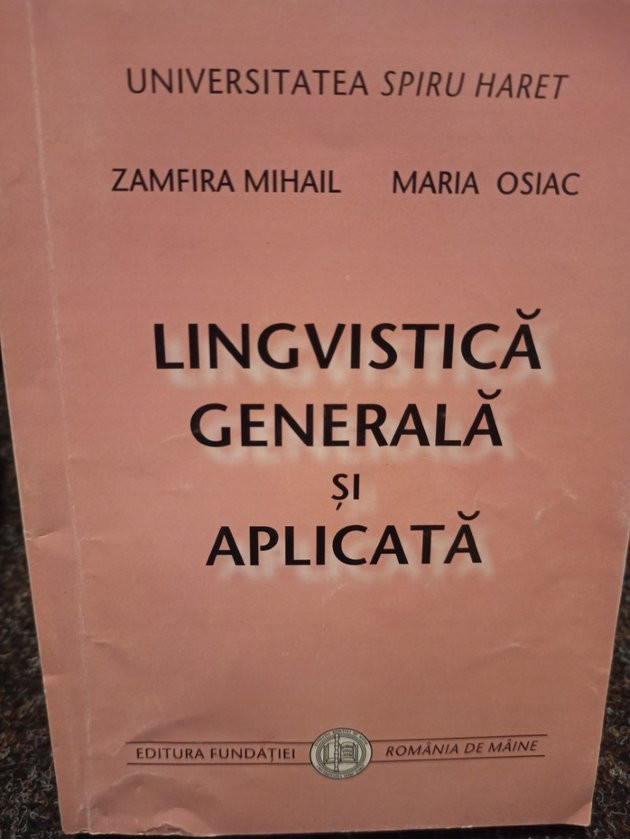 UNIVERSITATEA SPIRU HARET
ZAMFIRA MIHAIL MARIA OSIAC
LINGVISTICĂ
GENERALĂ
ȘI
APLICATĂ
EDITURA FUNDAȚIEI ROMÂNIA DE MÂINE